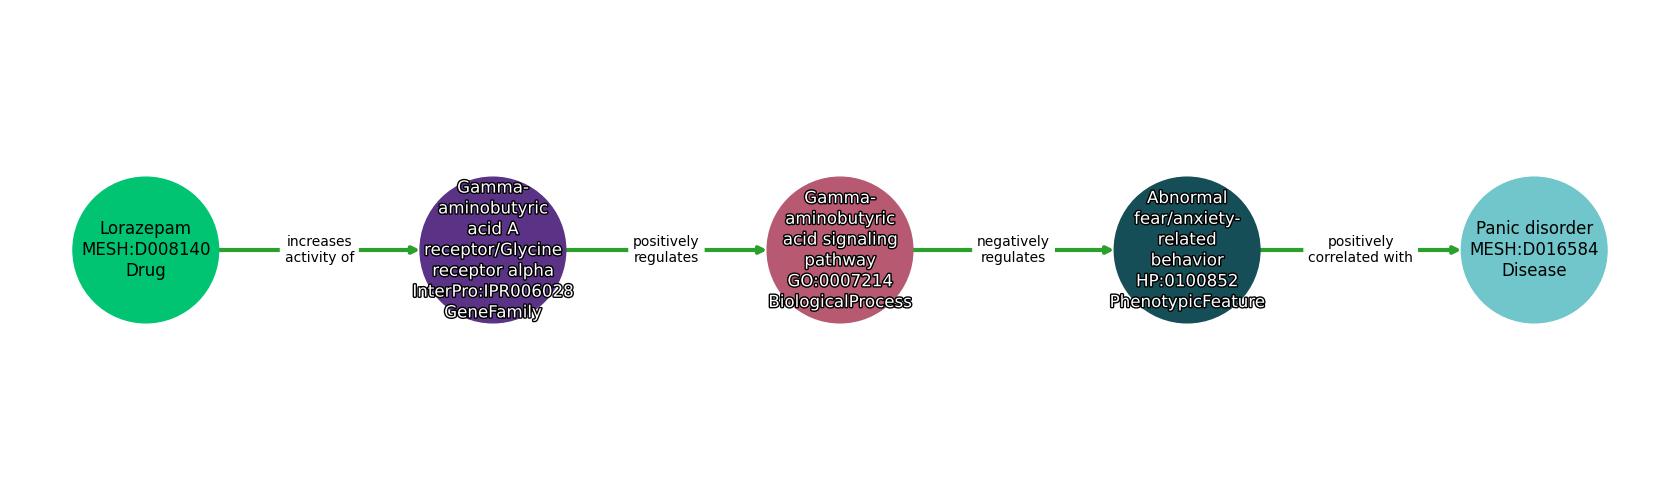 Lorazepam
MESH:D008140
Drug
increases
activity of
Gamma-
aminobutyric
acid A
receptor/Glycine
receptor alpha
InterPro:IPR006028
GeneFamily
positively
regulates
Gamma-
aminobutyric
acid signaling
pathway
GO:0007214
BiologicalProcess
negatively
regulates
Abnormal
fear/anxiety-
related
behavior
HP:0100852
PhenotypicFeature
positively
correlated with
Panic disorder
MESH:D016584
Disease